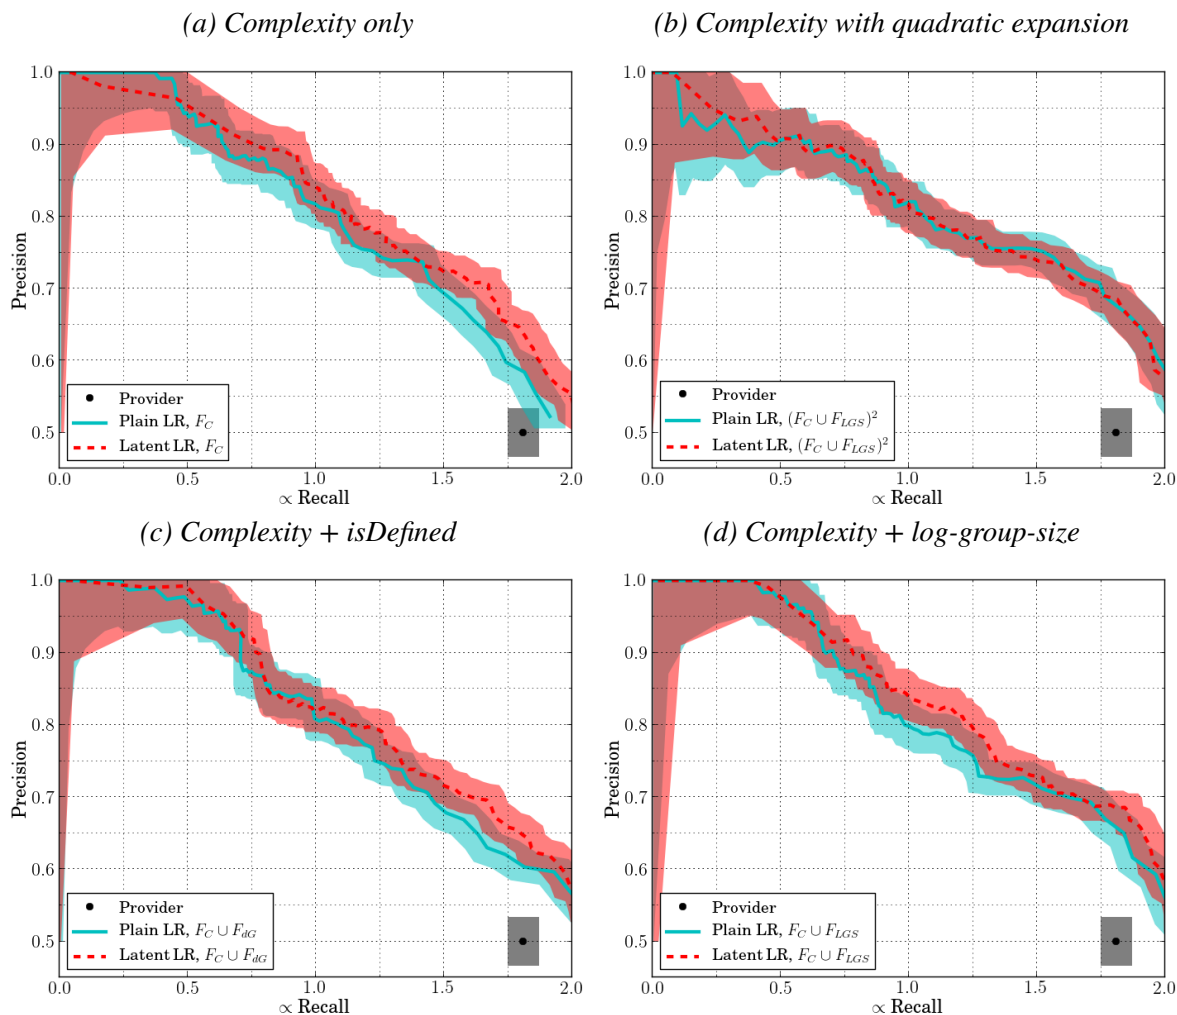 (a) Complexity only
(b) Complexity with quadratic expansion
1.0
0.9
0.8
0.7
0.6
0.5
Precision
0.0 0.5 1.0 1.5 2.0
∝ Recall
Provider
Plain LR, F_C
Latent LR, F_C
1.0
0.9
0.8
0.7
0.6
0.5
Precision
0.0 0.5 1.0 1.5 2.0
∝ Recall
Provider
Plain LR, (F_C ∪ F_LGS)²
Latent LR, (F_C ∪ F_LGS)²
(c) Complexity + isDefined
(d) Complexity + log-group-size
1.0
0.9
0.8
0.7
0.6
0.5
Precision
0.0 0.5 1.0 1.5 2.0
∝ Recall
Provider
Plain LR, F_C ∪ F_dG
Latent LR, F_C ∪ F_dG
1.0
0.9
0.8
0.7
0.6
0.5
Precision
0.0 0.5 1.0 1.5 2.0
∝ Recall
Provider
Plain LR, F_C ∪ F_LGS
Latent LR, F_C ∪ F_LGS